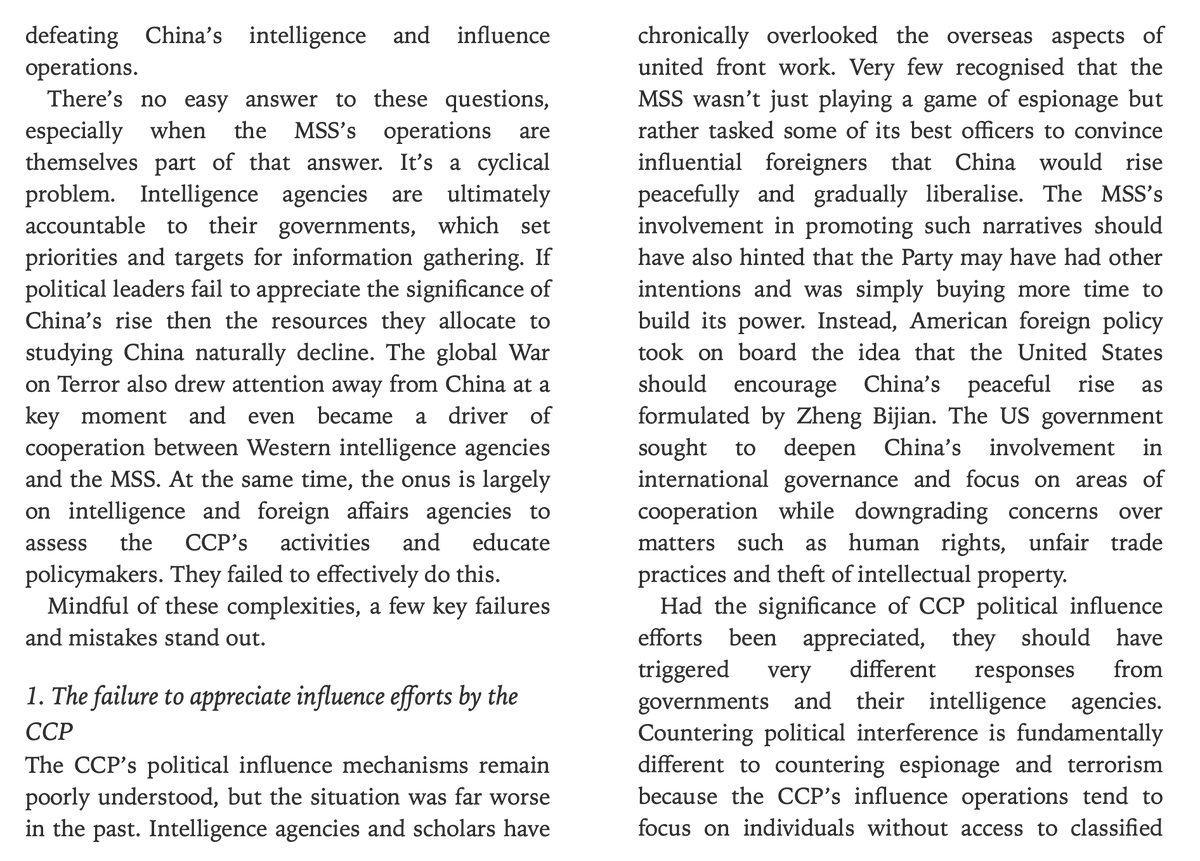 defeating China’s intelligence and influence
operations.
There’s no easy answer to these questions,
especially when the MSS’s operations are
themselves part of that answer. It’s a cyclical
problem. Intelligence agencies are ultimately
accountable to their governments, which set
priorities and targets for information gathering. If
political leaders fail to appreciate the significance of
China’s rise then the resources they allocate to
studying China naturally decline. The global War
on Terror also drew attention away from China at a
key moment and even became a driver of
cooperation between Western intelligence agencies
and the MSS. At the same time, the onus is largely
on intelligence and foreign affairs agencies to
assess the CCP’s activities and educate
policymakers. They failed to effectively do this.
Mindful of these complexities, a few key failures
and mistakes stand out.
1. The failure to appreciate influence efforts by the
CCP
The CCP’s political influence mechanisms remain
poorly understood, but the situation was far worse
in the past. Intelligence agencies and scholars have
chronically overlooked the overseas aspects of
united front work. Very few recognised that the
MSS wasn’t just playing a game of espionage but
rather tasked some of its best officers to convince
influential foreigners that China would rise
peacefully and gradually liberalise. The MSS’s
involvement in promoting such narratives should
have also hinted that the Party may have had other
intentions and was simply buying more time to
build its power. Instead, American foreign policy
took on board the idea that the United States
should encourage China’s peaceful rise as
formulated by Zheng Bijian. The US government
sought to deepen China’s involvement in
international governance and focus on areas of
cooperation while downgrading concerns over
matters such as human rights, unfair trade
practices and theft of intellectual property.
Had the significance of CCP political influence
efforts been appreciated, they should have
triggered very different responses from
governments and their intelligence agencies.
Countering political interference is fundamentally
different to countering espionage and terrorism
because the CCP’s influence operations tend to
focus on individuals without access to classified